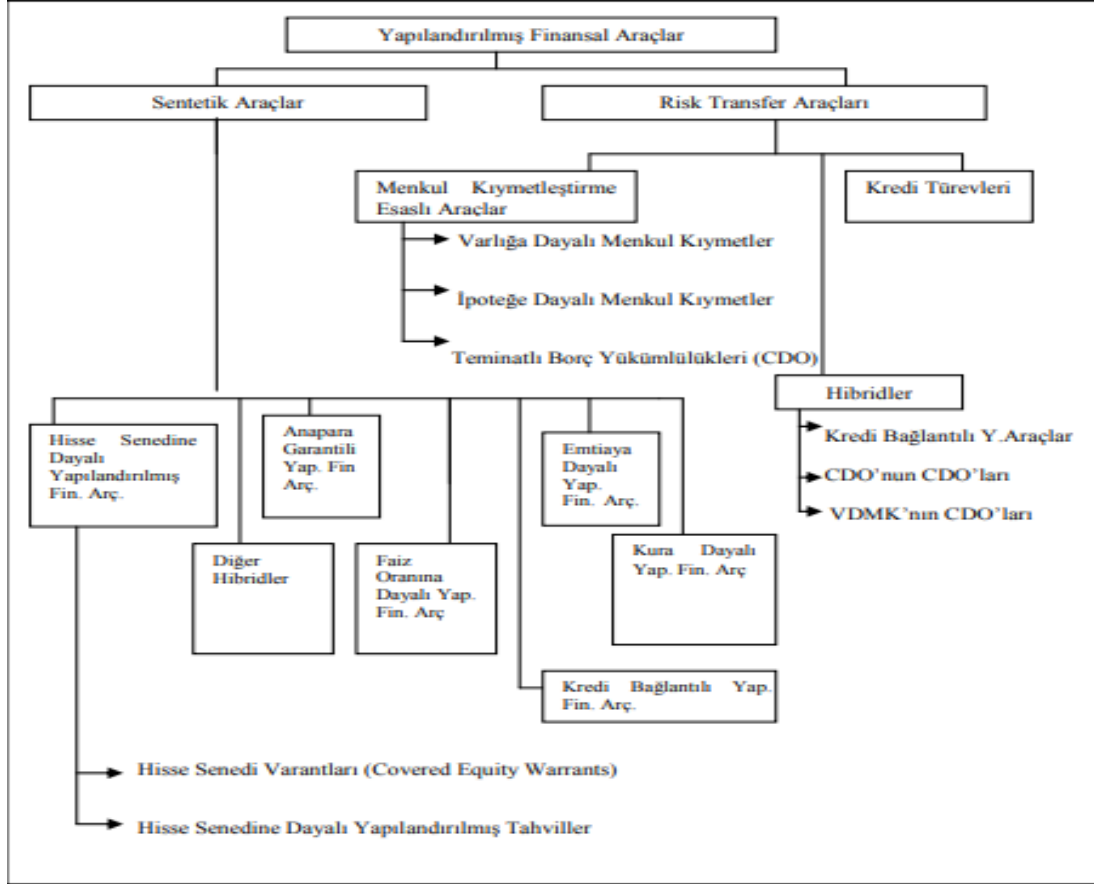 Yapılandırılmış Finansal Araçlar
Sentetik Araçlar
Risk Transfer Araçları
Menkul Kıymetleştirme
Esaslı Araçlar
Kredi Türevleri
Varlığa Dayalı Menkul Kıymetler
İpoteğe Dayalı Menkul Kıymetler
Teminatlı Borç Yükümlülükleri (CDO)
Hibridler
Kredi Bağlantılı Y.Araçlar
CDO'nun CDO'ları
VDMK'nın CDO'ları
Hisse Senedine
Dayalı
Yapılandırılmış
Fin. Arç.
Anapara
Garantili
Yap. Fin
Arç.
Emtiaya
Dayalı
Yap.
Fin. Arç.
Diğer
Hibridler
Faiz
Oranına
Dayalı Yap.
Fin. Arç
Kura Dayalı
Yap. Fin. Arç
Kredi Bağlantılı Yap.
Fin. Arç.
Hisse Senedi Varantları (Covered Equity Warrants)
Hisse Senedine Dayalı Yapılandırılmış Tahviller